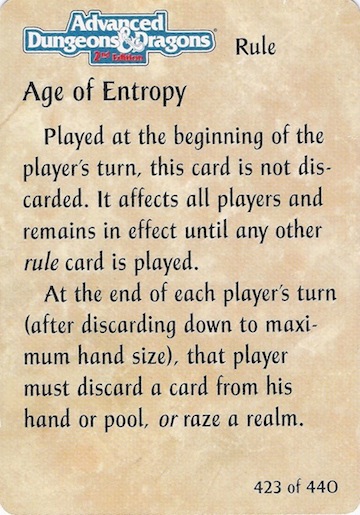 Advanced
Dungeons & Dragons®
2nd Edition
Rule
Age of Entropy
Played at the beginning of the
player's turn, this card is not dis-
carded. It affects all players and
remains in effect until any other
rule card is played.
At the end of each player's turn
(after discarding down to maxi-
mum hand size), that player
must discard a card from his
hand or pool, or raze a realm.
423 of 440